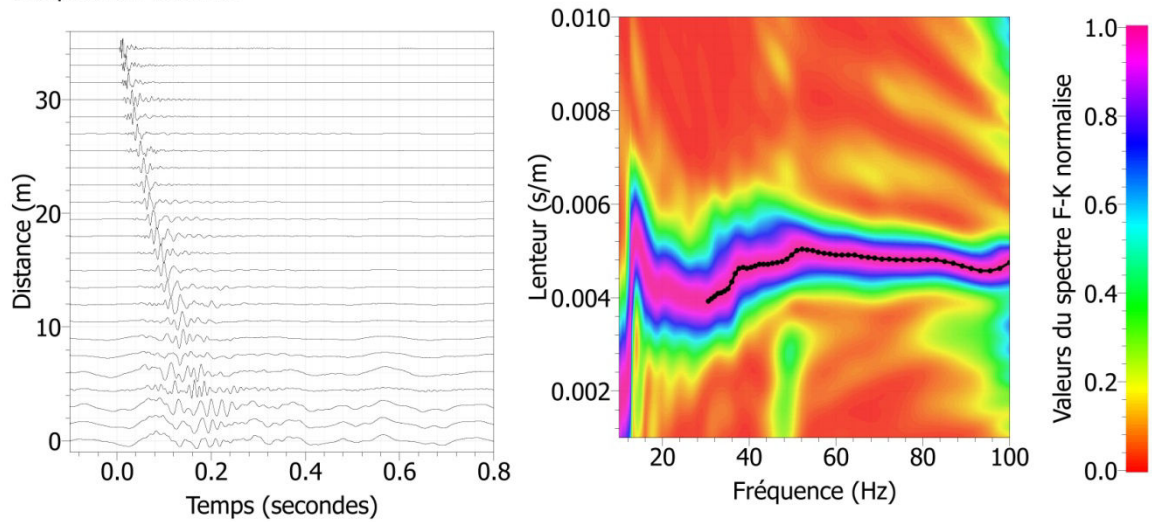 Distance (m)
30
20
10
0
0.0 0.2 0.4 0.6 0.8
Temps (secondes)
Lenteur (s/m)
0.010
0.008
0.006
0.004
0.002
20 40 60 80 100
Fréquence (Hz)
Valeurs du spectre F-K normalise
1.0
0.8
0.6
0.4
0.2
0.0